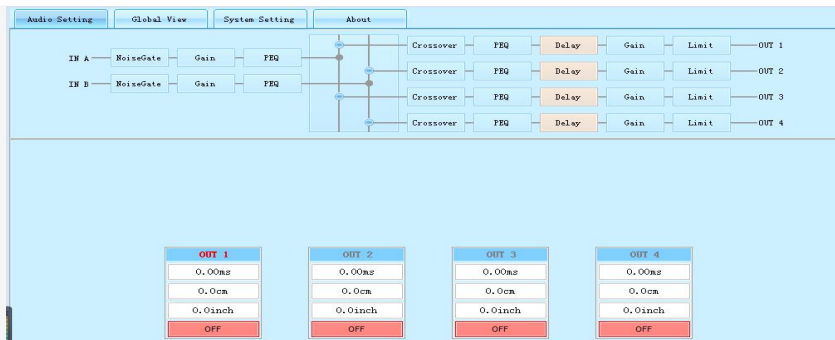 Audio Setting Global View System Setting About
Crossover PEQ Delay Gain Limit OUT 1
IN A NoiseGate Gain PEQ
Crossover PEQ Delay Gain Limit OUT 2
IN B NoiseGate Gain PEQ
Crossover PEQ Delay Gain Limit OUT 3
Crossover PEQ Delay Gain Limit OUT 4
OUT 1 OUT 2 OUT 3 OUT 4
0.00ms 0.00ms 0.00ms 0.00ms
0.0cm 0.0cm 0.0cm 0.0cm
0.0inch 0.0inch 0.0inch 0.0inch
OFF OFF OFF OFF